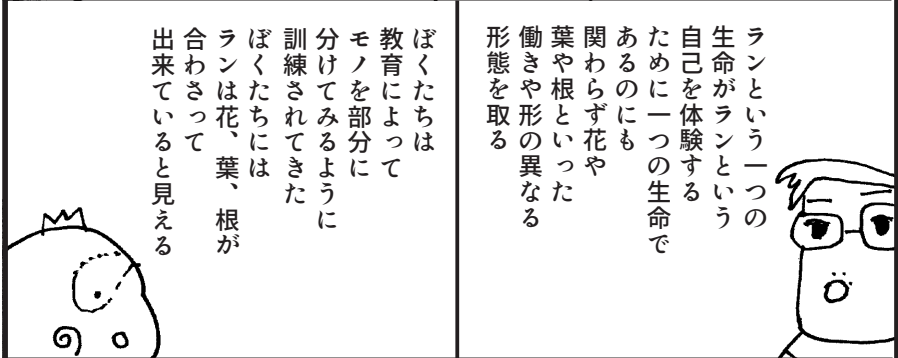 ランという一つの
生命がランという
自己を体験する
ために一つの生命で
あるのにも
関わらず花や
葉や根といった
働きや形の異なる
形態を取る
ぼくたちは
教育によって
モノを部分に
分けてみるように
訓練されてきた
ぼくたちには
ランは花、葉、根が
合わさって
出来ていると見える